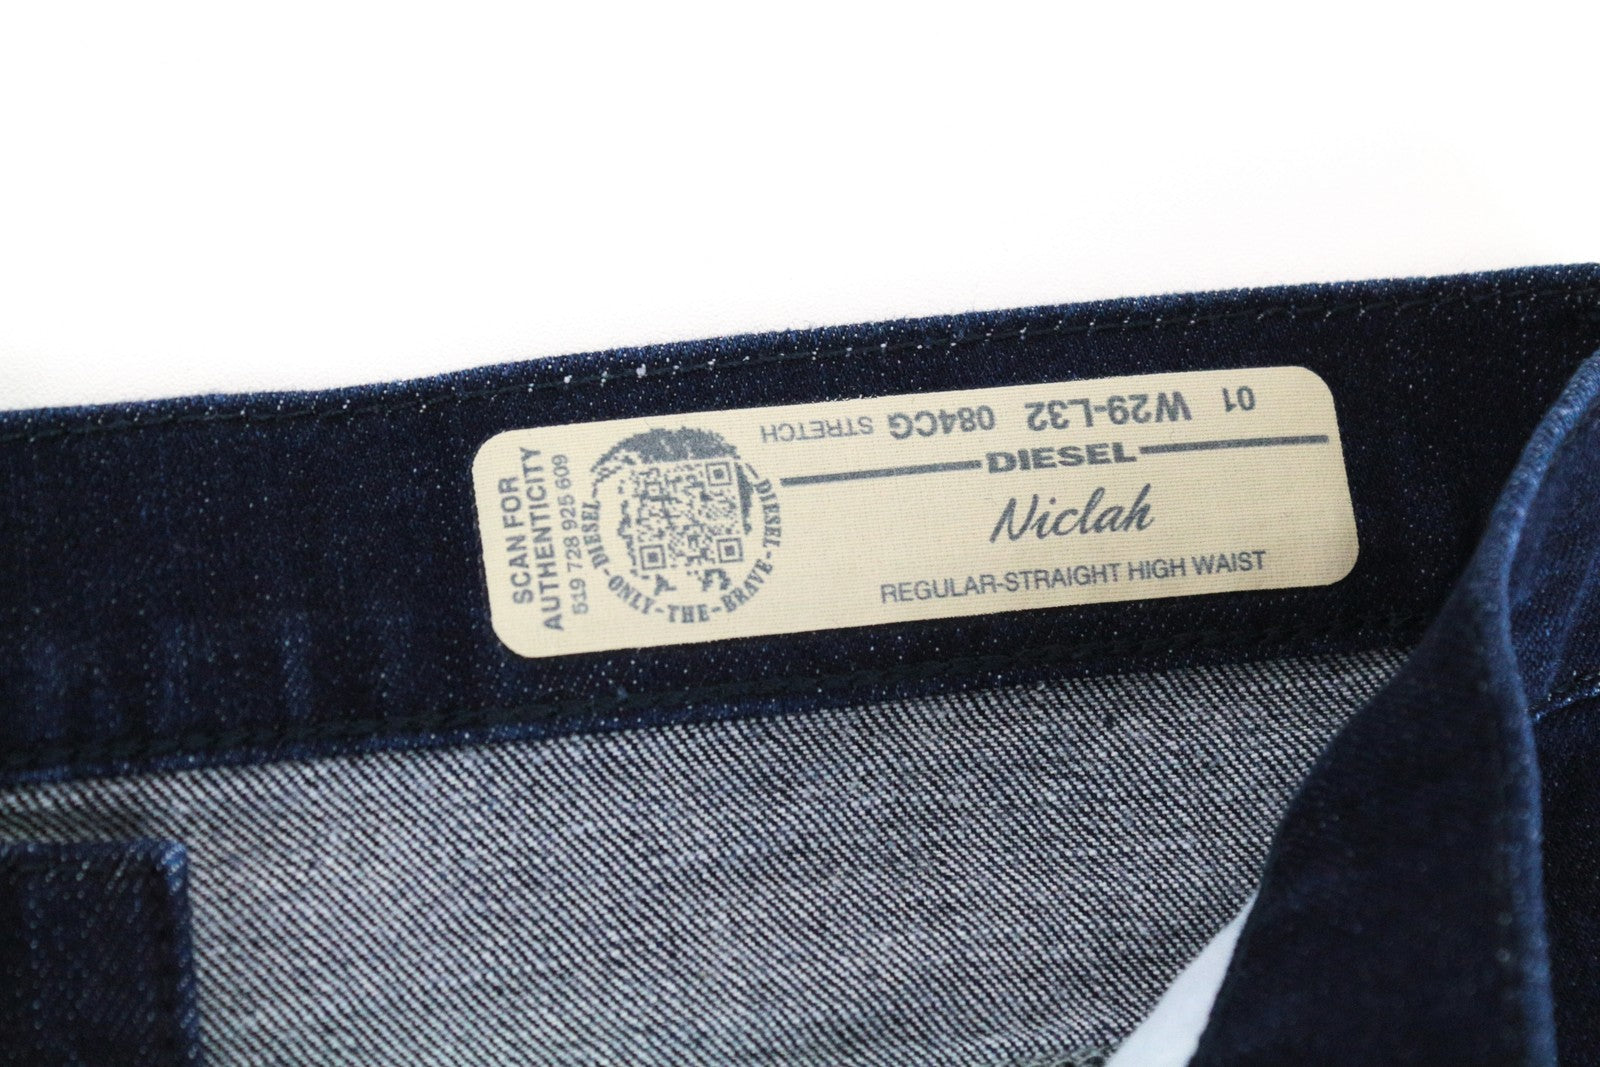 SCAN FOR
AUTHENTICITY
519 728 925 609
DIESEL-ONLY-THE-BRAVE-DIESEL
01 W29-L32 084CG STRETCH
DIESEL
Niclah
REGULAR-STRAIGHT HIGH WAIST